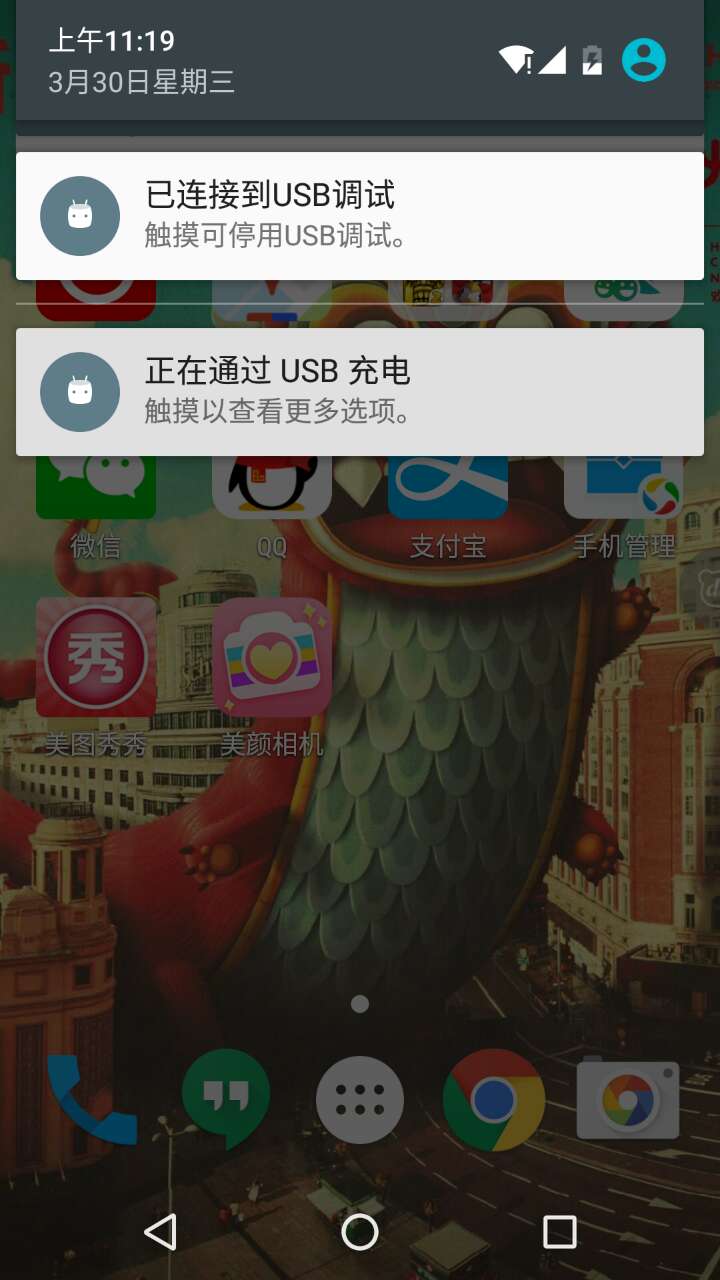 上午11:19
3月30日星期三
已连接到USB调试
触摸可停用USB调试。
正在通过 USB 充电
触摸以查看更多选项。
微信
QQ
支付宝
手机管理
秀
美图秀秀
美颜相机